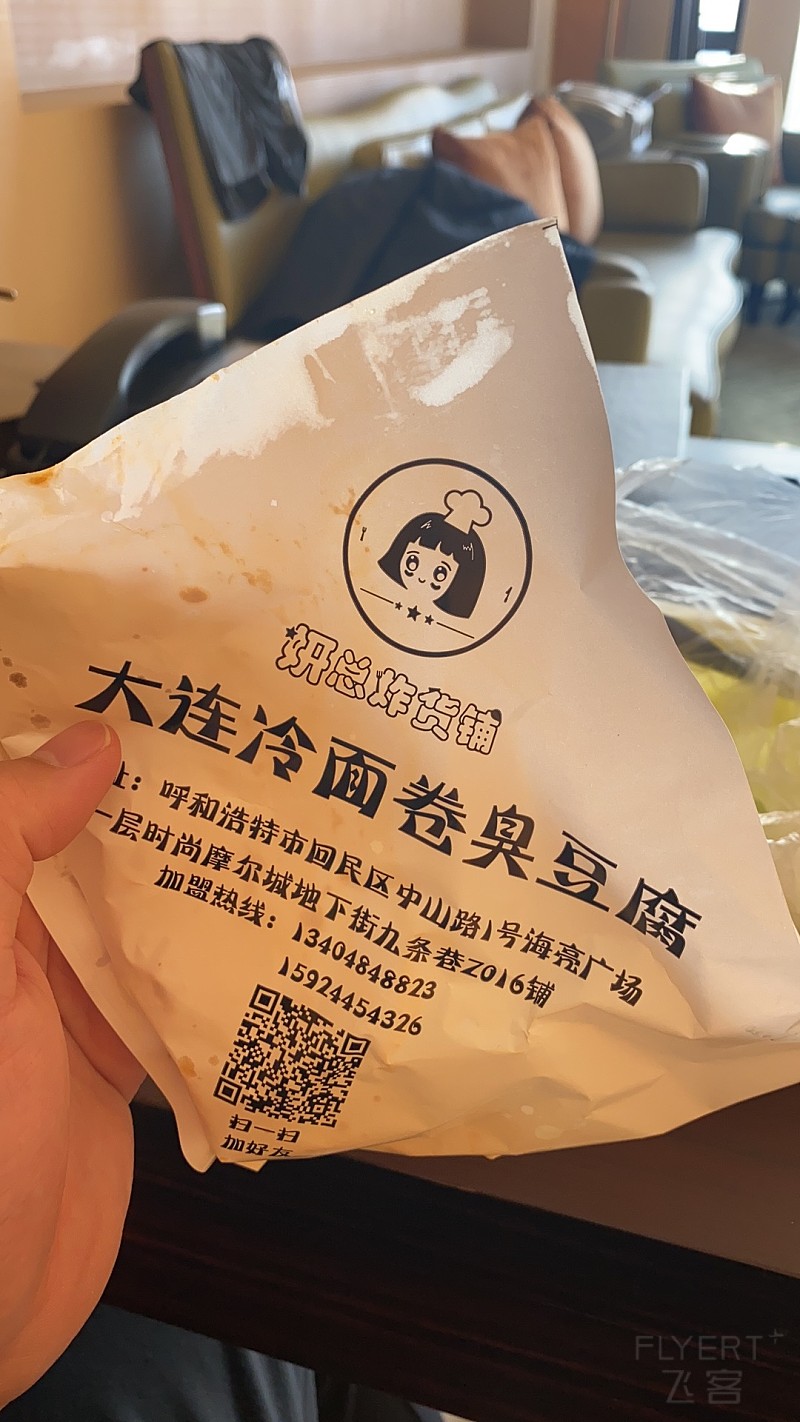 妍总炸货铺
大连冷面卷臭豆腐
址：呼和浩特市回民区中山路1号海亮广场
一层时尚摩尔城地下街九条巷Z016铺
加盟热线：13404848823
15924454326
扫一扫
加好友
FLYERT+
飞客